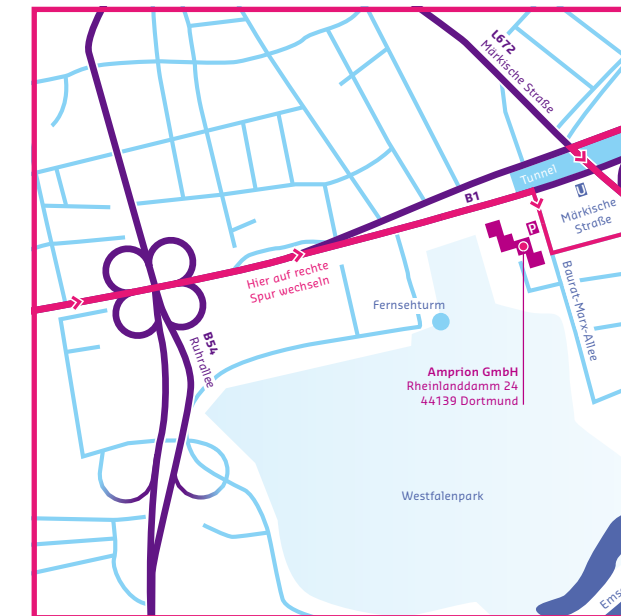 L672
Märkische Straße
Tunnel
B1
U
Märkische
Straße
P
Hier auf rechte
Spur wechseln
Baurat-Marx-Allee
Fernsehturm
B54
Ruhrallee
Amprion GmbH
Rheinlanddamm 24
44139 Dortmund
Westfalenpark